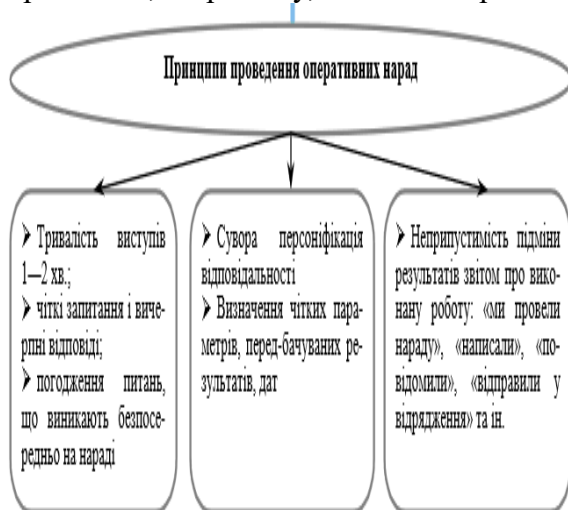 Принципи проведення оперативних нарад
➢ Тривалість виступів
1—2 хв.;
➢ чіткі запитання і виче-
рпні відповіді;
➢ погодження питань,
що виникають безпосе-
редньо на нараді
➢ Сувора персоніфікація
відповідальності
➢ Визначення чітких пара-
метрів, перед-бачуваних ре-
зультатів, дат
➢ Неприпустимість підміни
результатів звітом про вико-
нану роботу: «ми провели
нараду», «написали», «по-
відомили», «відправили у
відрядження» та ін.